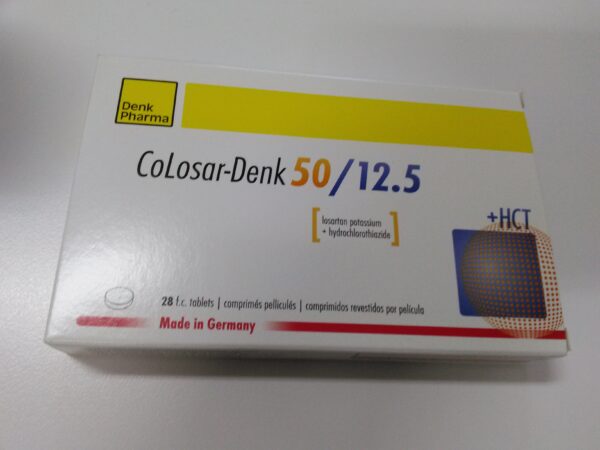 Denk
Pharma
CoLosar-Denk 50/12.5
[losartan potassium
+ hydrochlorothiazide]
+HCT
28 f.c. tablets | comprimés pelliculés | comprimidos revestidos por película
Made in Germany